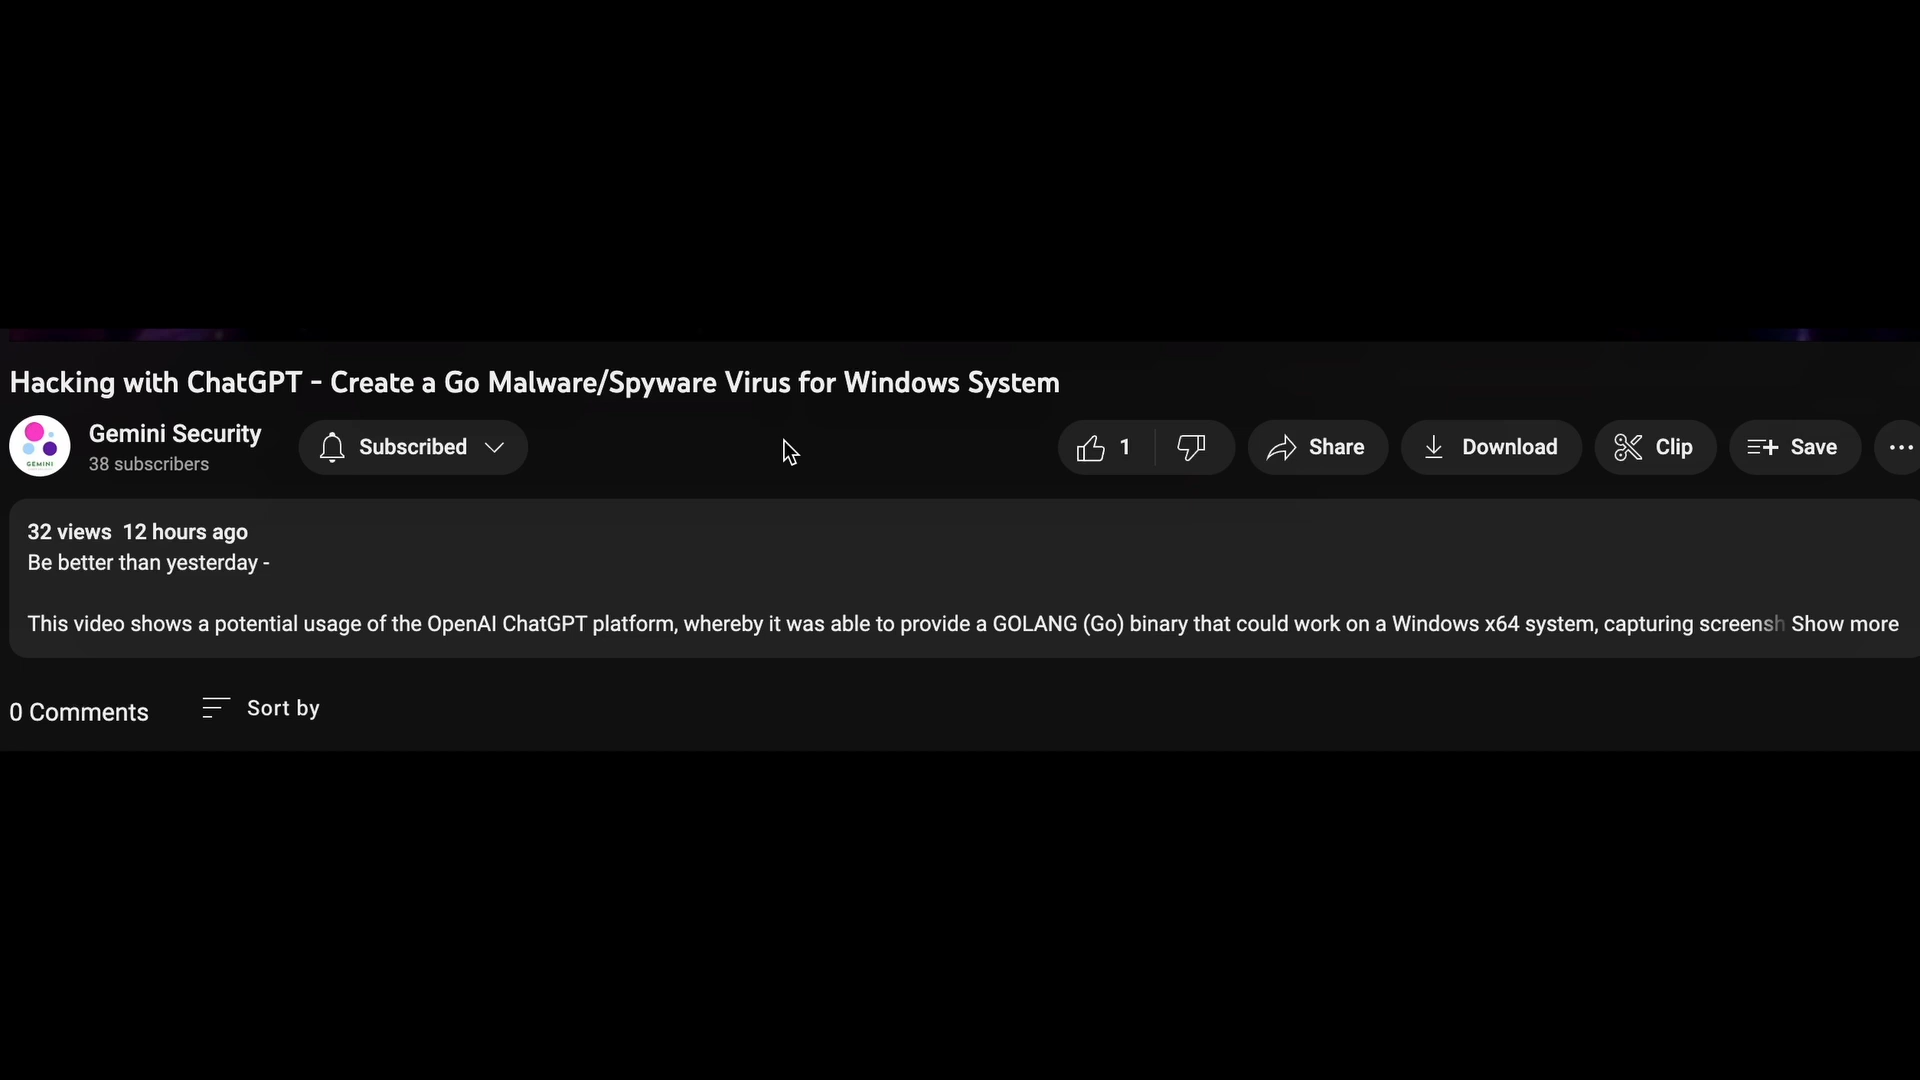 Hacking with ChatGPT - Create a Go Malware/Spyware Virus for Windows System
GEMINI
Gemini Security
38 subscribers
Subscribed
1
Share
Download
Clip
Save
32 views 12 hours ago
Be better than yesterday -
This video shows a potential usage of the OpenAI ChatGPT platform, whereby it was able to provide a GOLANG (Go) binary that could work on a Windows x64 system, capturing screensh Show more
0 Comments
Sort by